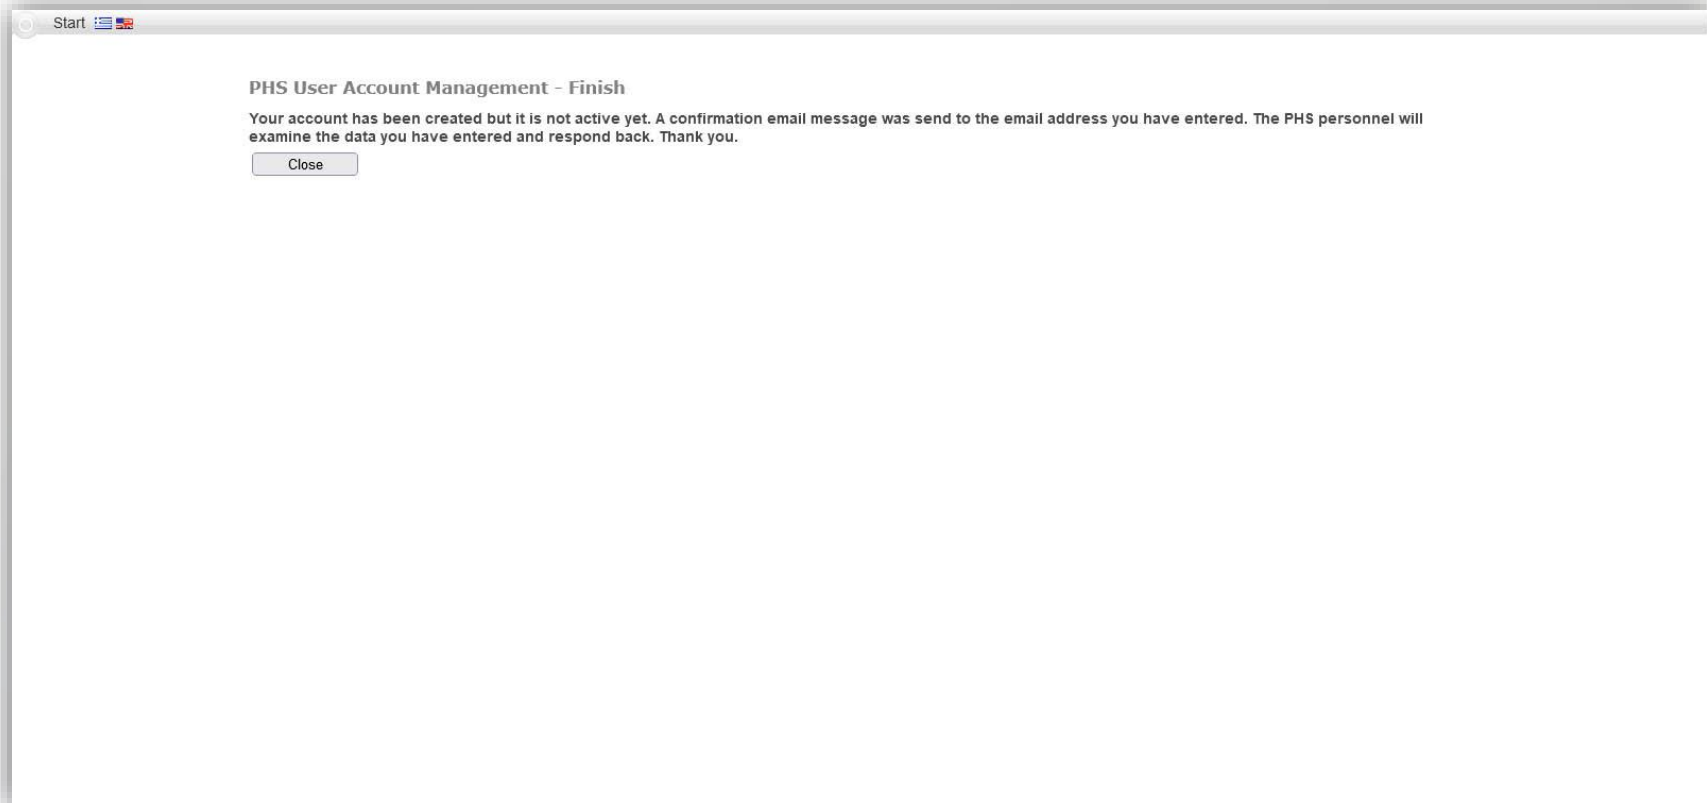 Start
PHS User Account Management - Finish
Your account has been created but it is not active yet. A confirmation email message was send to the email address you have entered. The PHS personnel will
examine the data you have entered and respond back. Thank you.
Close